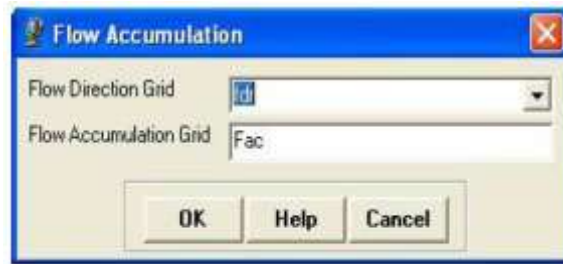 Flow Accumulation
Flow Direction Grid fdr
Flow Accumulation Grid Fac
OK Help Cancel